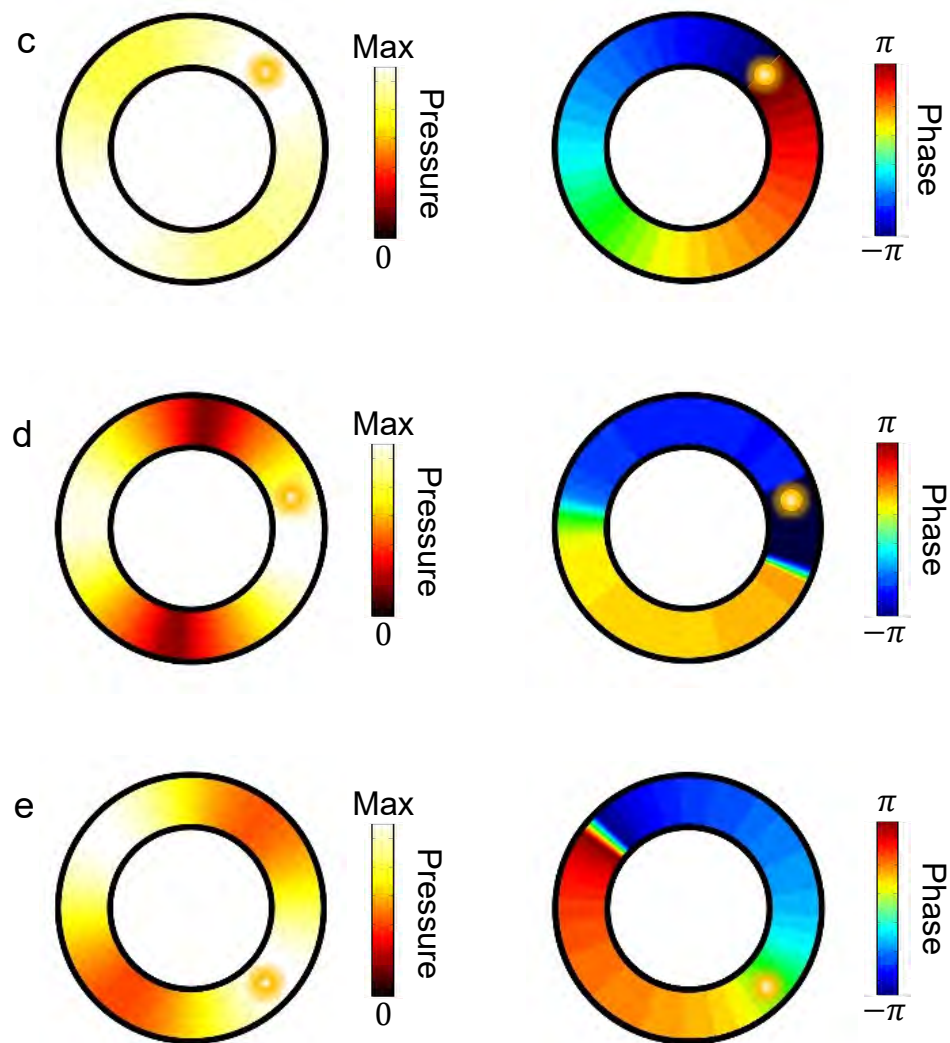 c
Max
Pressure
0
π
Phase
−π
d
Max
Pressure
0
π
Phase
−π
e
Max
Pressure
0
π
Phase
−π